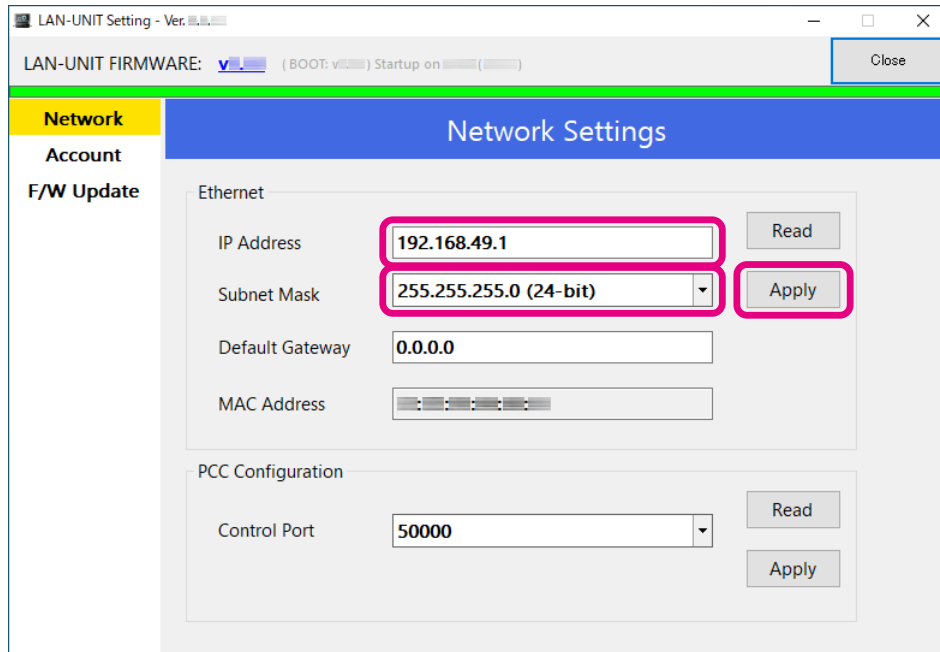 LAN-UNIT Setting - Ver.
LAN-UNIT FIRMWARE: v (BOOT: v ) Startup on ( )
Close
Network
Account
F/W Update
Network Settings
Ethernet
IP Address 192.168.49.1 Read
Subnet Mask 255.255.255.0 (24-bit) Apply
Default Gateway 0.0.0.0
MAC Address
PCC Configuration
Read
Control Port 50000
Apply